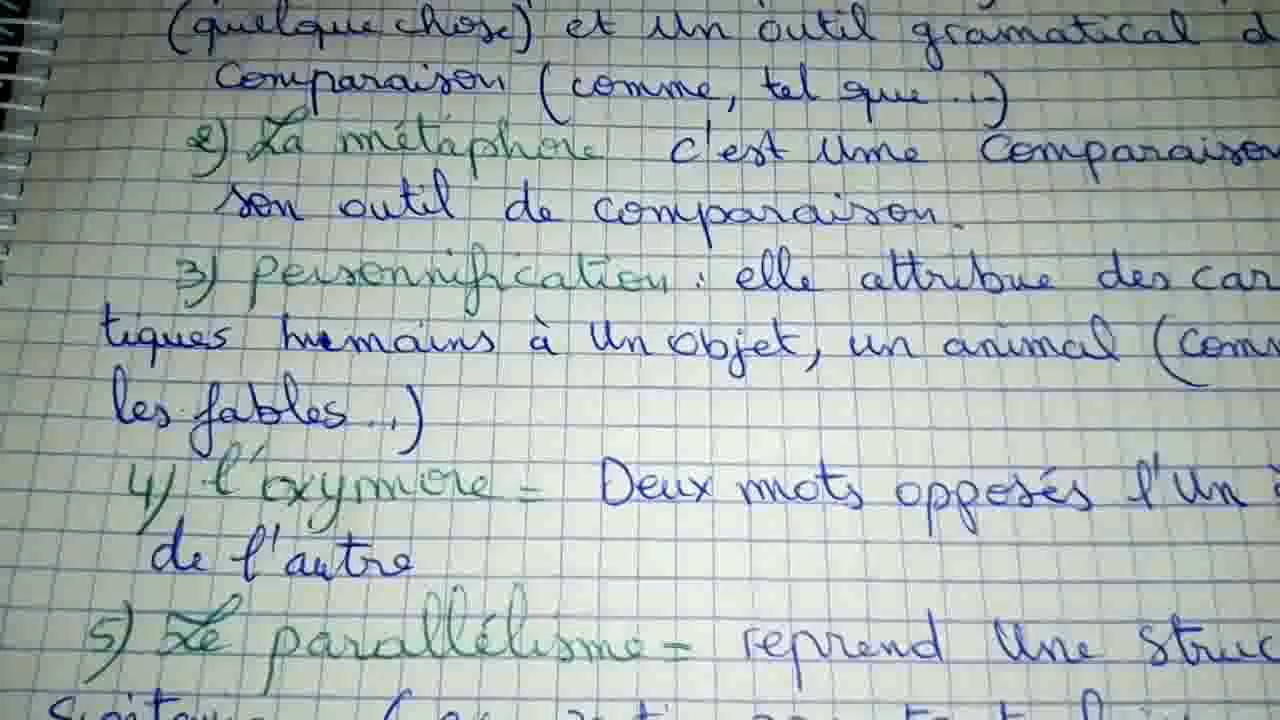 (quelque chose) et un outil gramatical d
comparaison (comme, tel que ...)
2) La métaphore c'est une comparaison
son outil de comparaison.
3) personnification : elle attribue des car
tiques humains à un objet, un animal (com
les fables ...)
4) l'oxymore = Deux mots opposés l'un
de l'autre
5) Le parallélisme = reprend une struc